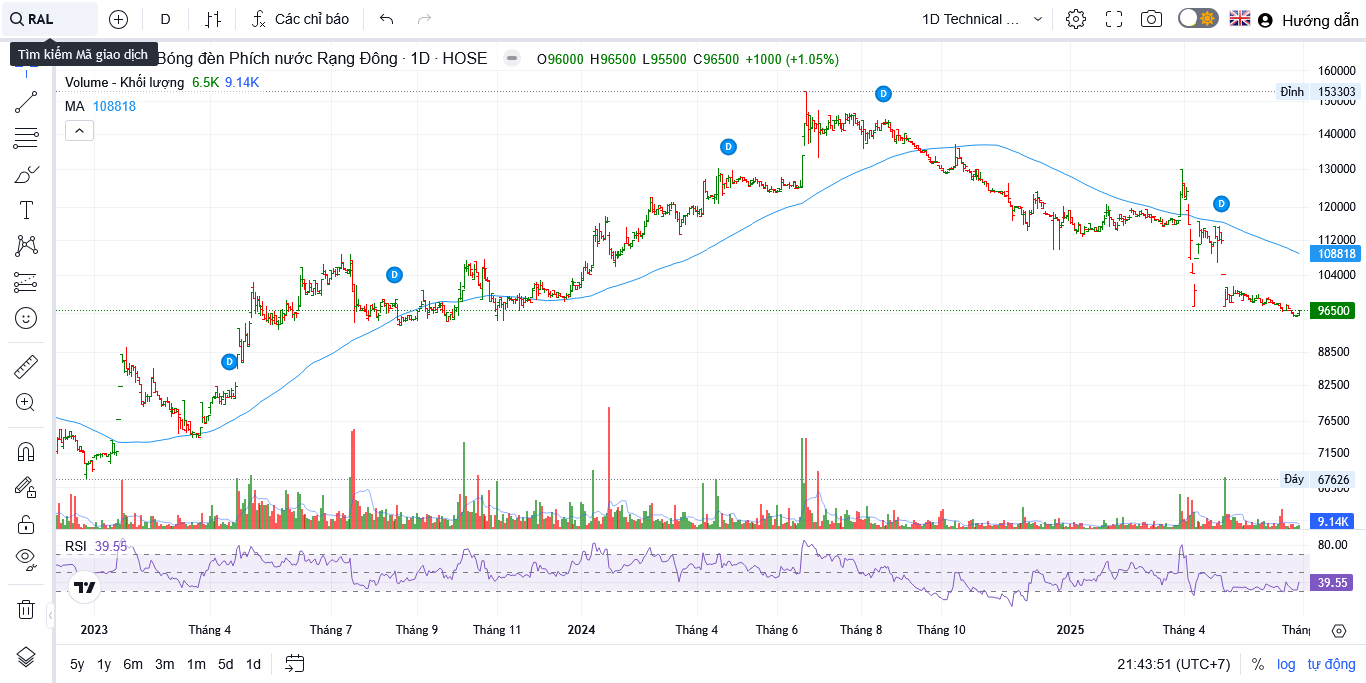 RAL
D
Các chỉ báo
1D Technical ...
Hướng dẫn
Tìm kiếm Mã giao dịch
Bóng đèn Phích nước Rạng Đông · 1D · HOSE
O96000 H96500 L95500 C96500 +1000 (+1.05%)
Volume - Khối lượng 6.5K 9.14K
MA 108818
160000
Đỉnh 153303
150000
140000
130000
120000
112000
108818
104000
96500
88500
82500
76500
71500
Đáy 67626
9.14K
D
D
D
D
D
RSI 39.55
80.00
39.55
2023
Tháng 4
Tháng 7
Tháng 9
Tháng 11
2024
Tháng 4
Tháng 6
Tháng 8
Tháng 10
2025
Tháng 4
5y 1y 6m 3m 1m 5d 1d
21:43:51 (UTC+7)
%
log
tự động